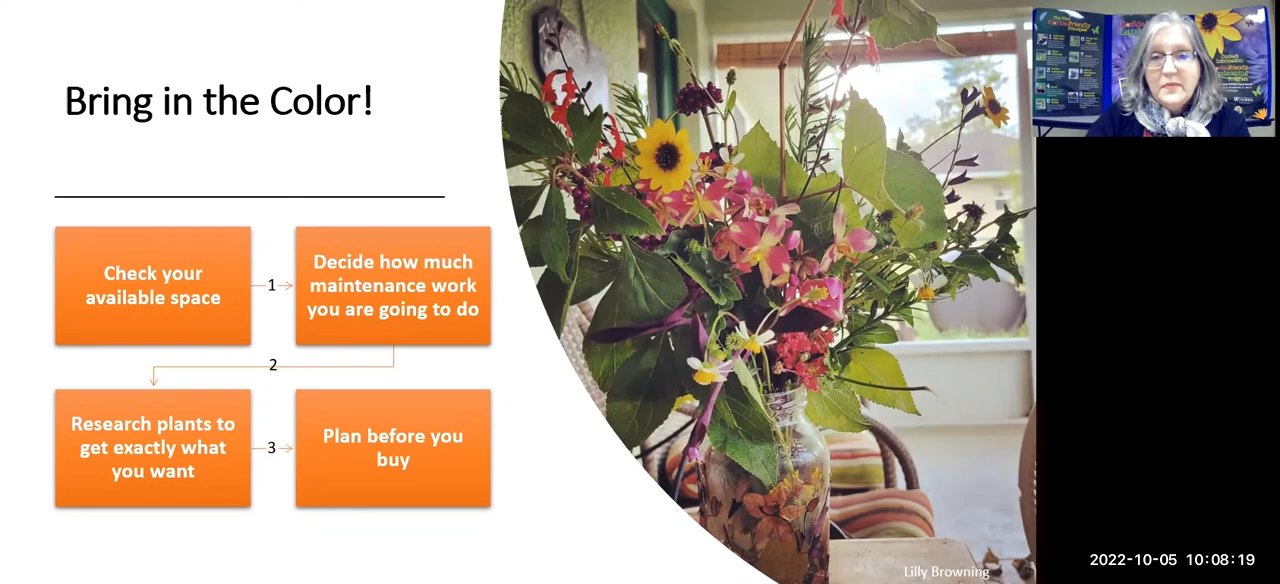 Bring in the Color!
Check your
available space
1
Decide how much
maintenance work
you are going to do
2
Research plants to
get exactly what
you want
3
Plan before you
buy
Lilly Browning
Contact
Information:
2022-10-05 10:08:19